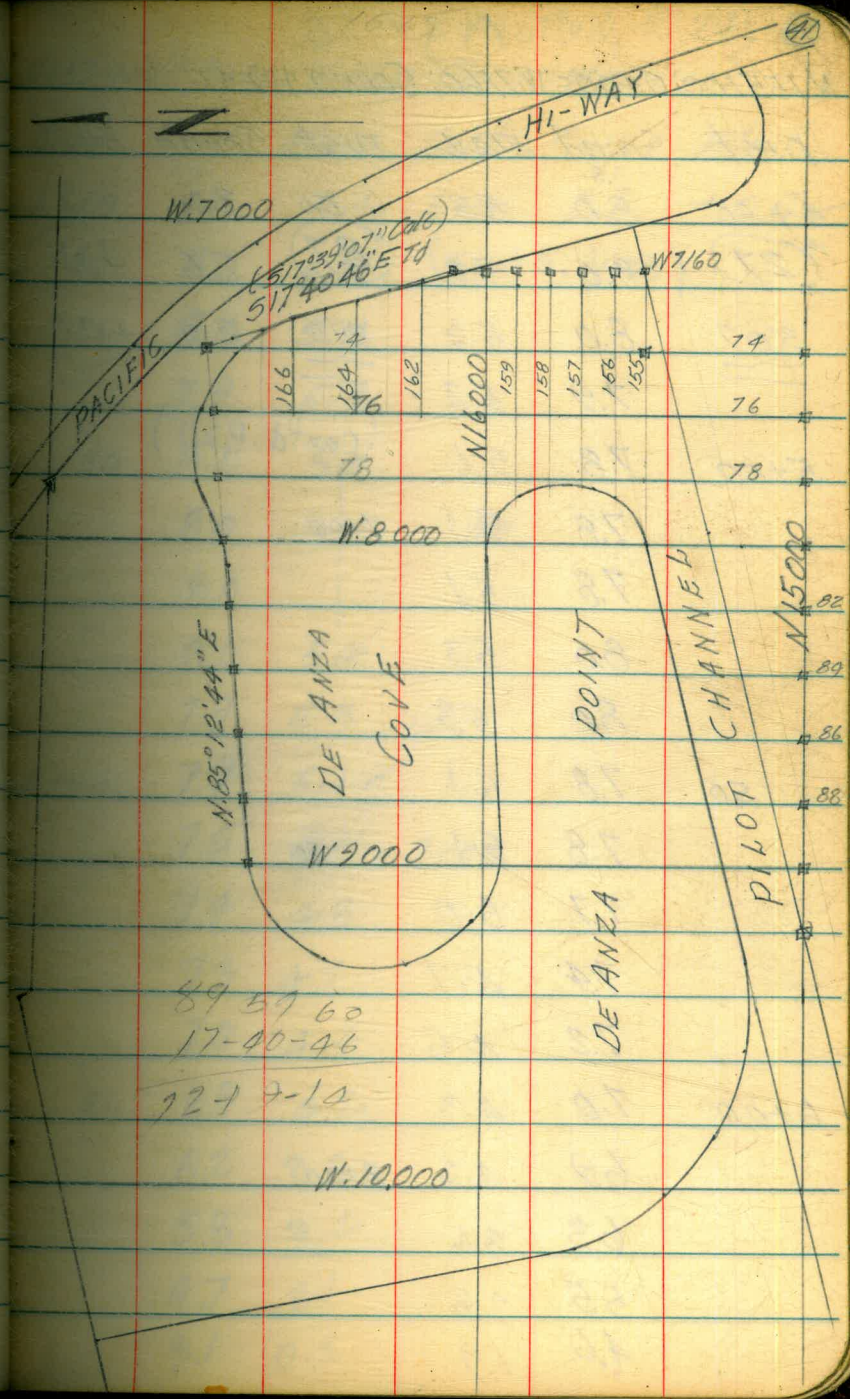 41
HI-WAY
N
W.7000
(S17°39'07" Calc)
S17°40'46"E Td
W7160
PACIFIC
74
74
166
164
162
N16000
159
158
157
156
155
76
76
78
78
W.8000
N15000
82
PILOT CHANNEL
DE ANZA
COVE
DE ANZA POINT
N.85°12'44"E
89
86
88
W9000
89 59 60
17-40-46
W.10,000